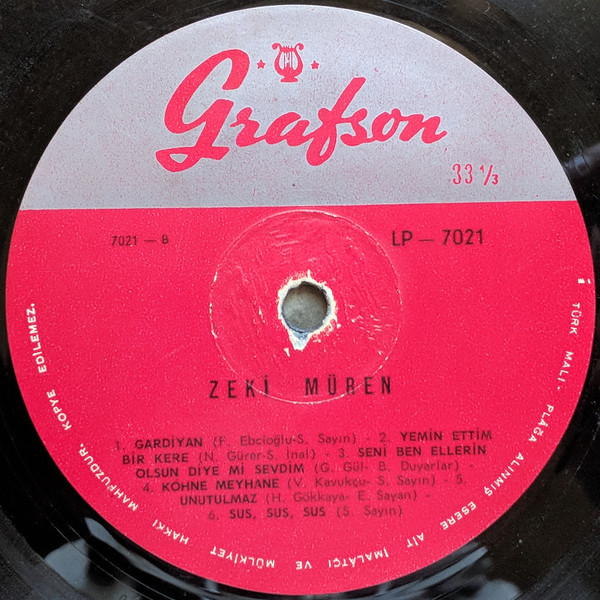 Grafson
33 1/3
7021 — B
LP — 7021
ZEKİ MÜREN
1. GARDİYAN (F. Ebcioğlu-S. Sayın) - 2. YEMİN ETTİM
BİR KERE (N. Gürer-S. İnal) - 3. SENİ BEN ELLERİN
OLSUN DİYE Mİ SEVDİM (G. Gül- B. Duyarlar) -
4. KÖHNE MEYHANE (V. Kavukçu- S. Sayın) - 5.
UNUTULMAZ (H. Gökkaya- E. Sayan) -
6. SUS, SUS, SUS (S. Sayın)
TÜRK MALI- PLÂĞA ALINMIŞ ESERE AİT İMALÂTÇI VE MÜLKİYET HAKKI MAHFUZDUR. KOPYE EDİLEMEZ.